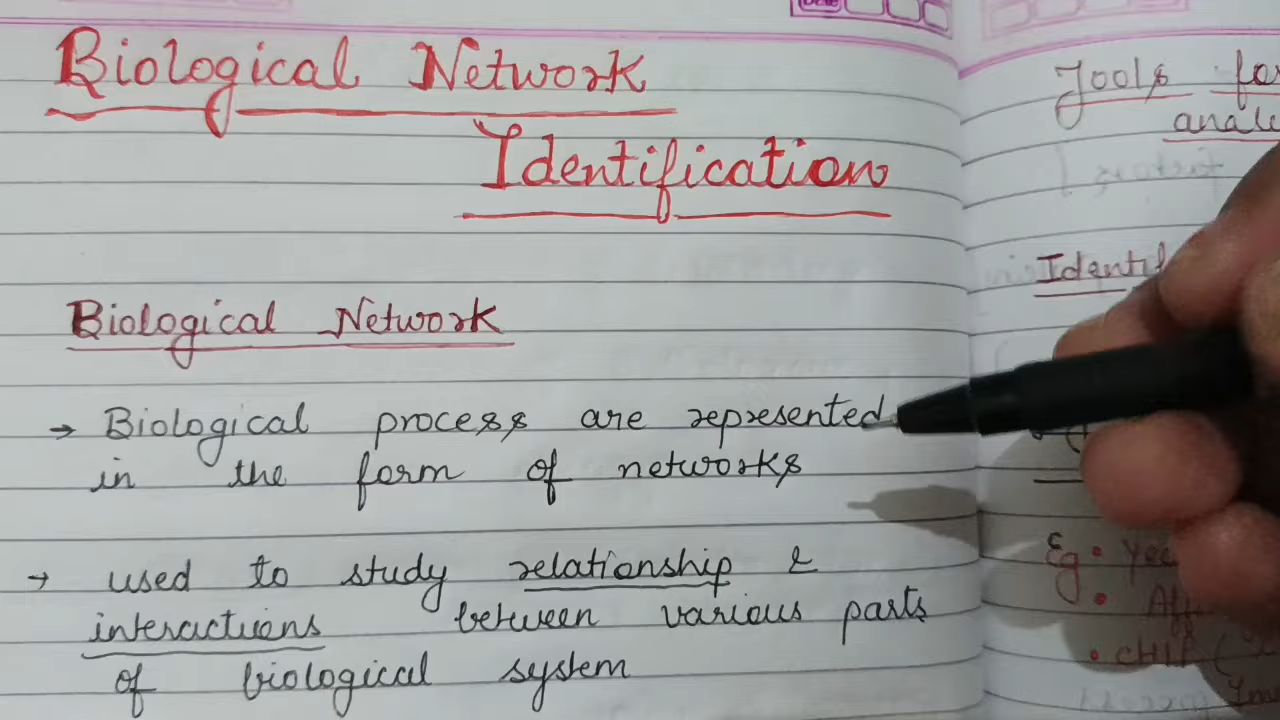 Biological Network
Identification
Biological Network
→ Biological process are represented
in the form of networks
→ used to study relationship &
interactions between various parts
of biological system
Tools
Eg •
• CHIP (